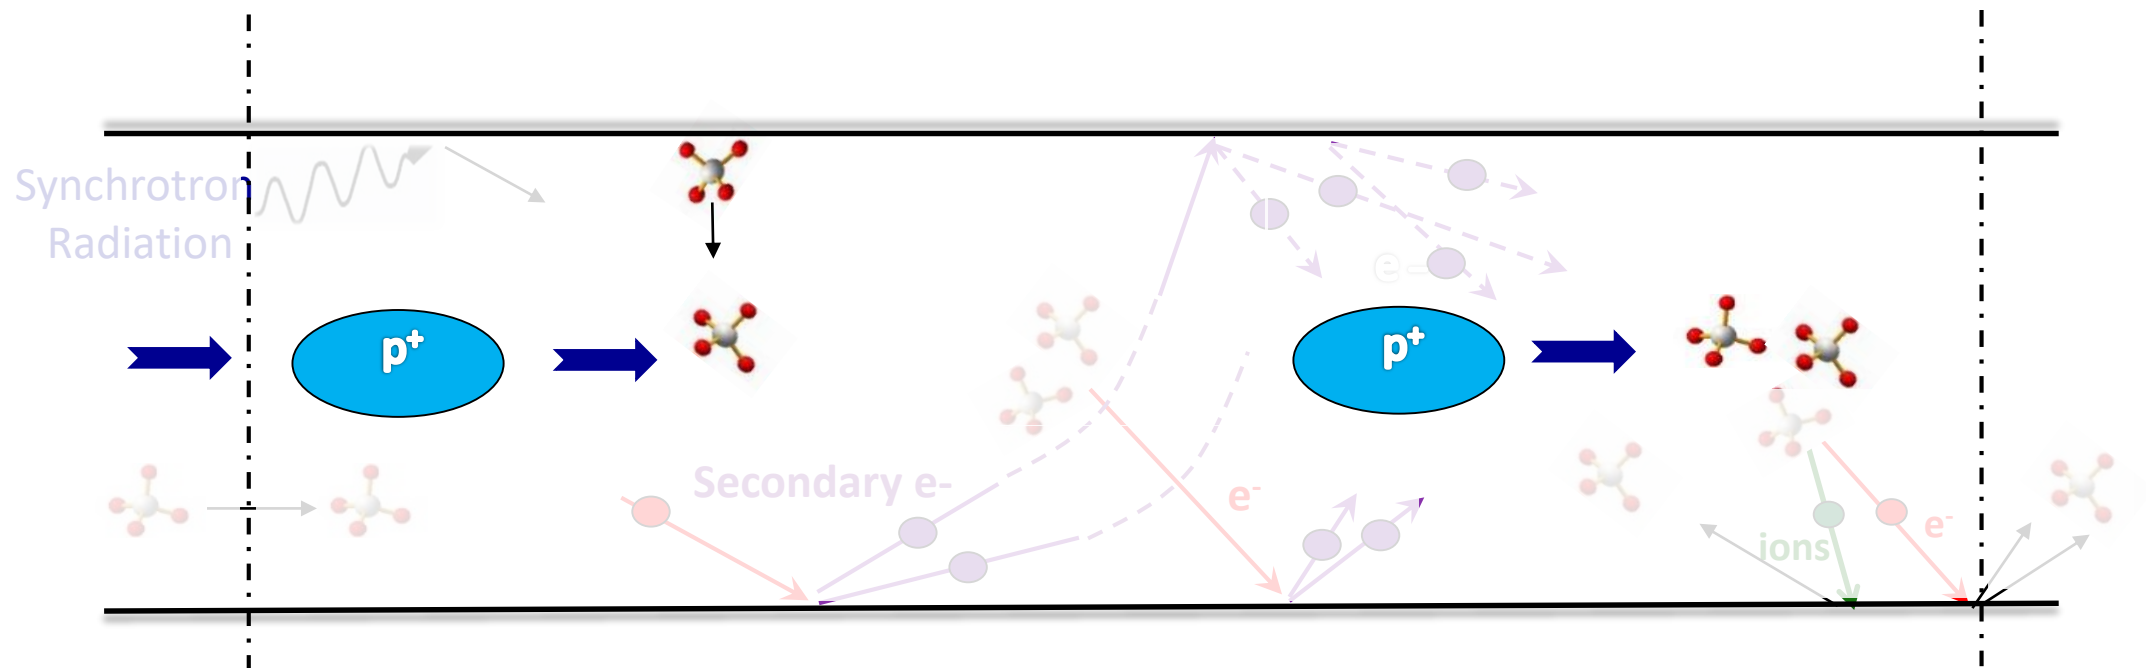 Synchrotron
Radiation
e –
p⁺
p⁺
Secondary e-
e⁻
e⁻
ions